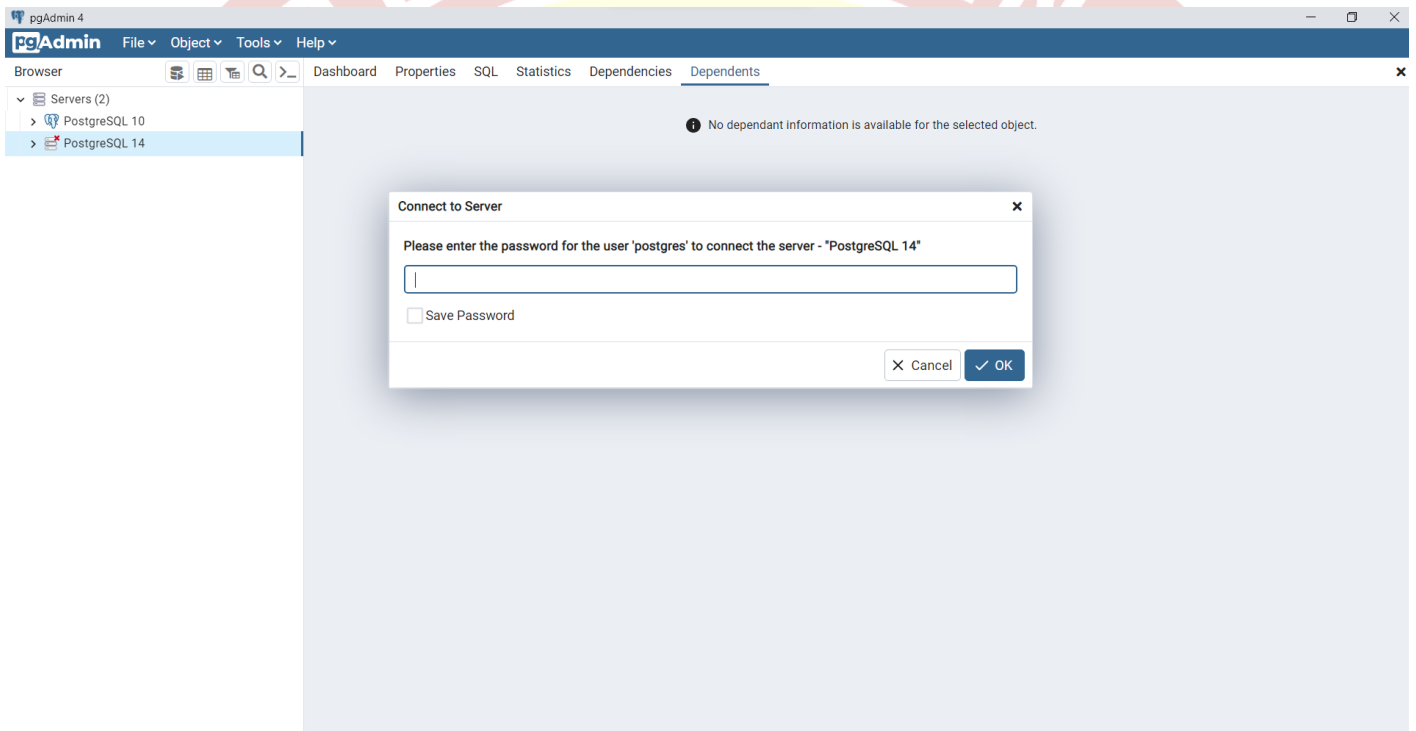 pgAdmin 4
pgAdmin File Object Tools Help
Browser Dashboard Properties SQL Statistics Dependencies Dependents
Servers (2)
PostgreSQL 10
PostgreSQL 14
No dependant information is available for the selected object.
Connect to Server
Please enter the password for the user 'postgres' to connect the server - "PostgreSQL 14"
Save Password
Cancel OK